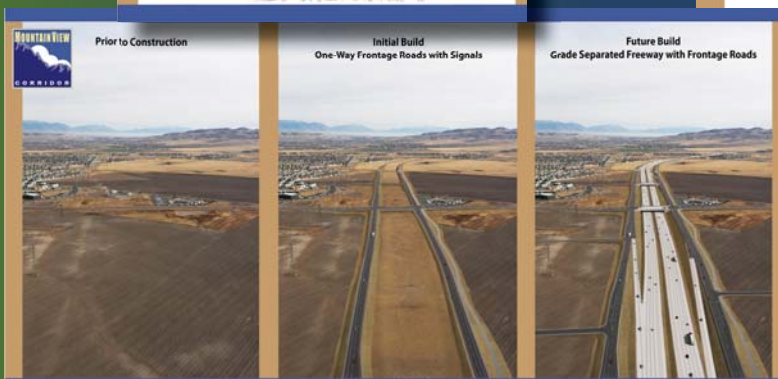 MOUNTAIN VIEW
CORRIDOR
Prior to Construction
Initial Build
One-Way Frontage Roads with Signals
Future Build
Grade Separated Freeway with Frontage Roads